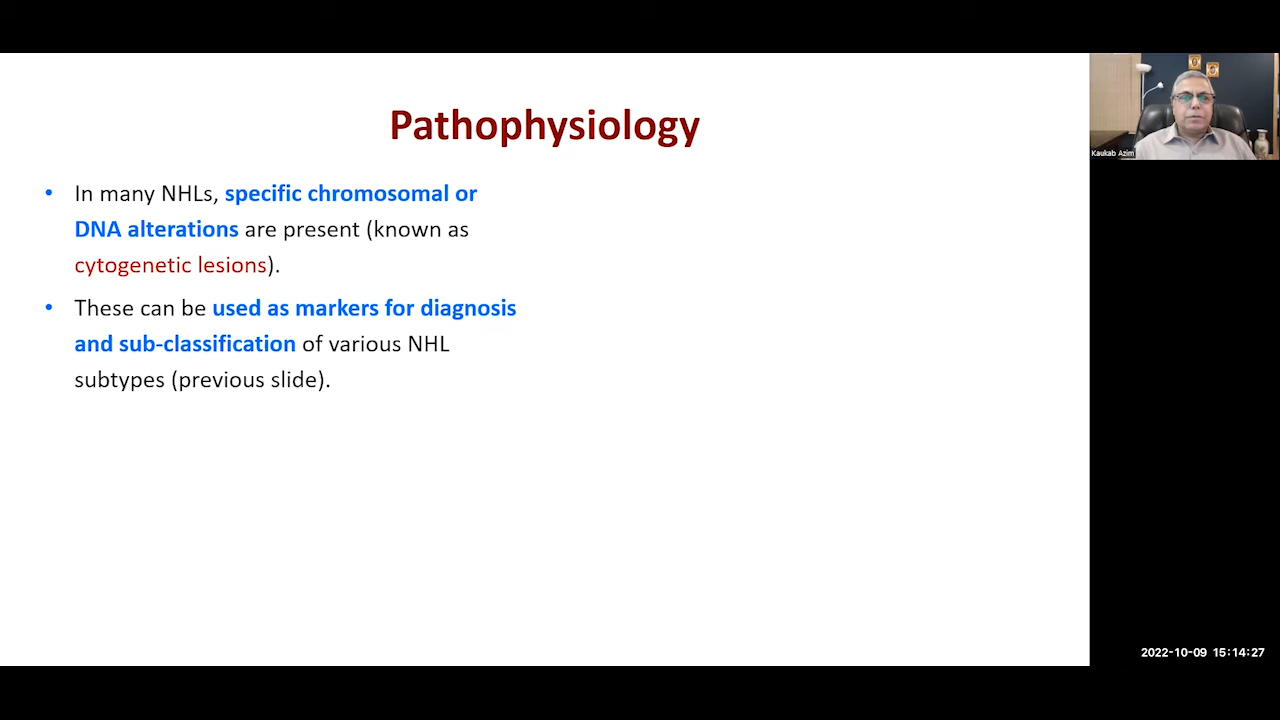 Pathophysiology
• In many NHLs, specific chromosomal or
DNA alterations are present (known as
cytogenetic lesions).
• These can be used as markers for diagnosis
and sub-classification of various NHL
subtypes (previous slide).
Kaukab Azim
2022-10-09 15:14:27